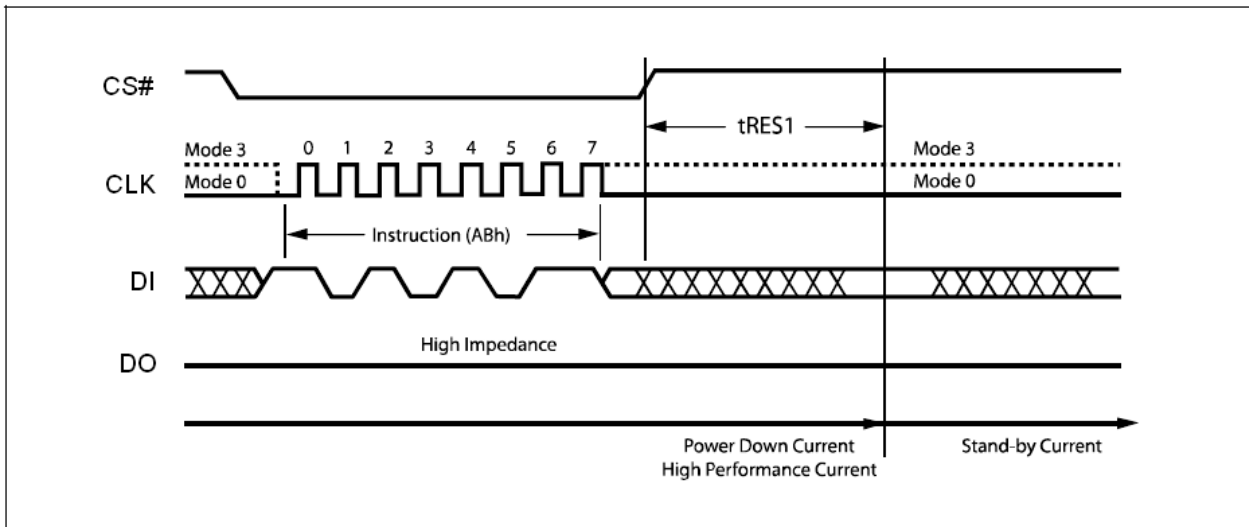 CS#
tRES1
Mode 3
0 1 2 3 4 5 6 7
Mode 3
CLK
Mode 0
Mode 0
Instruction (ABh)
DI
High Impedance
DO
Power Down Current
Stand-by Current
High Performance Current